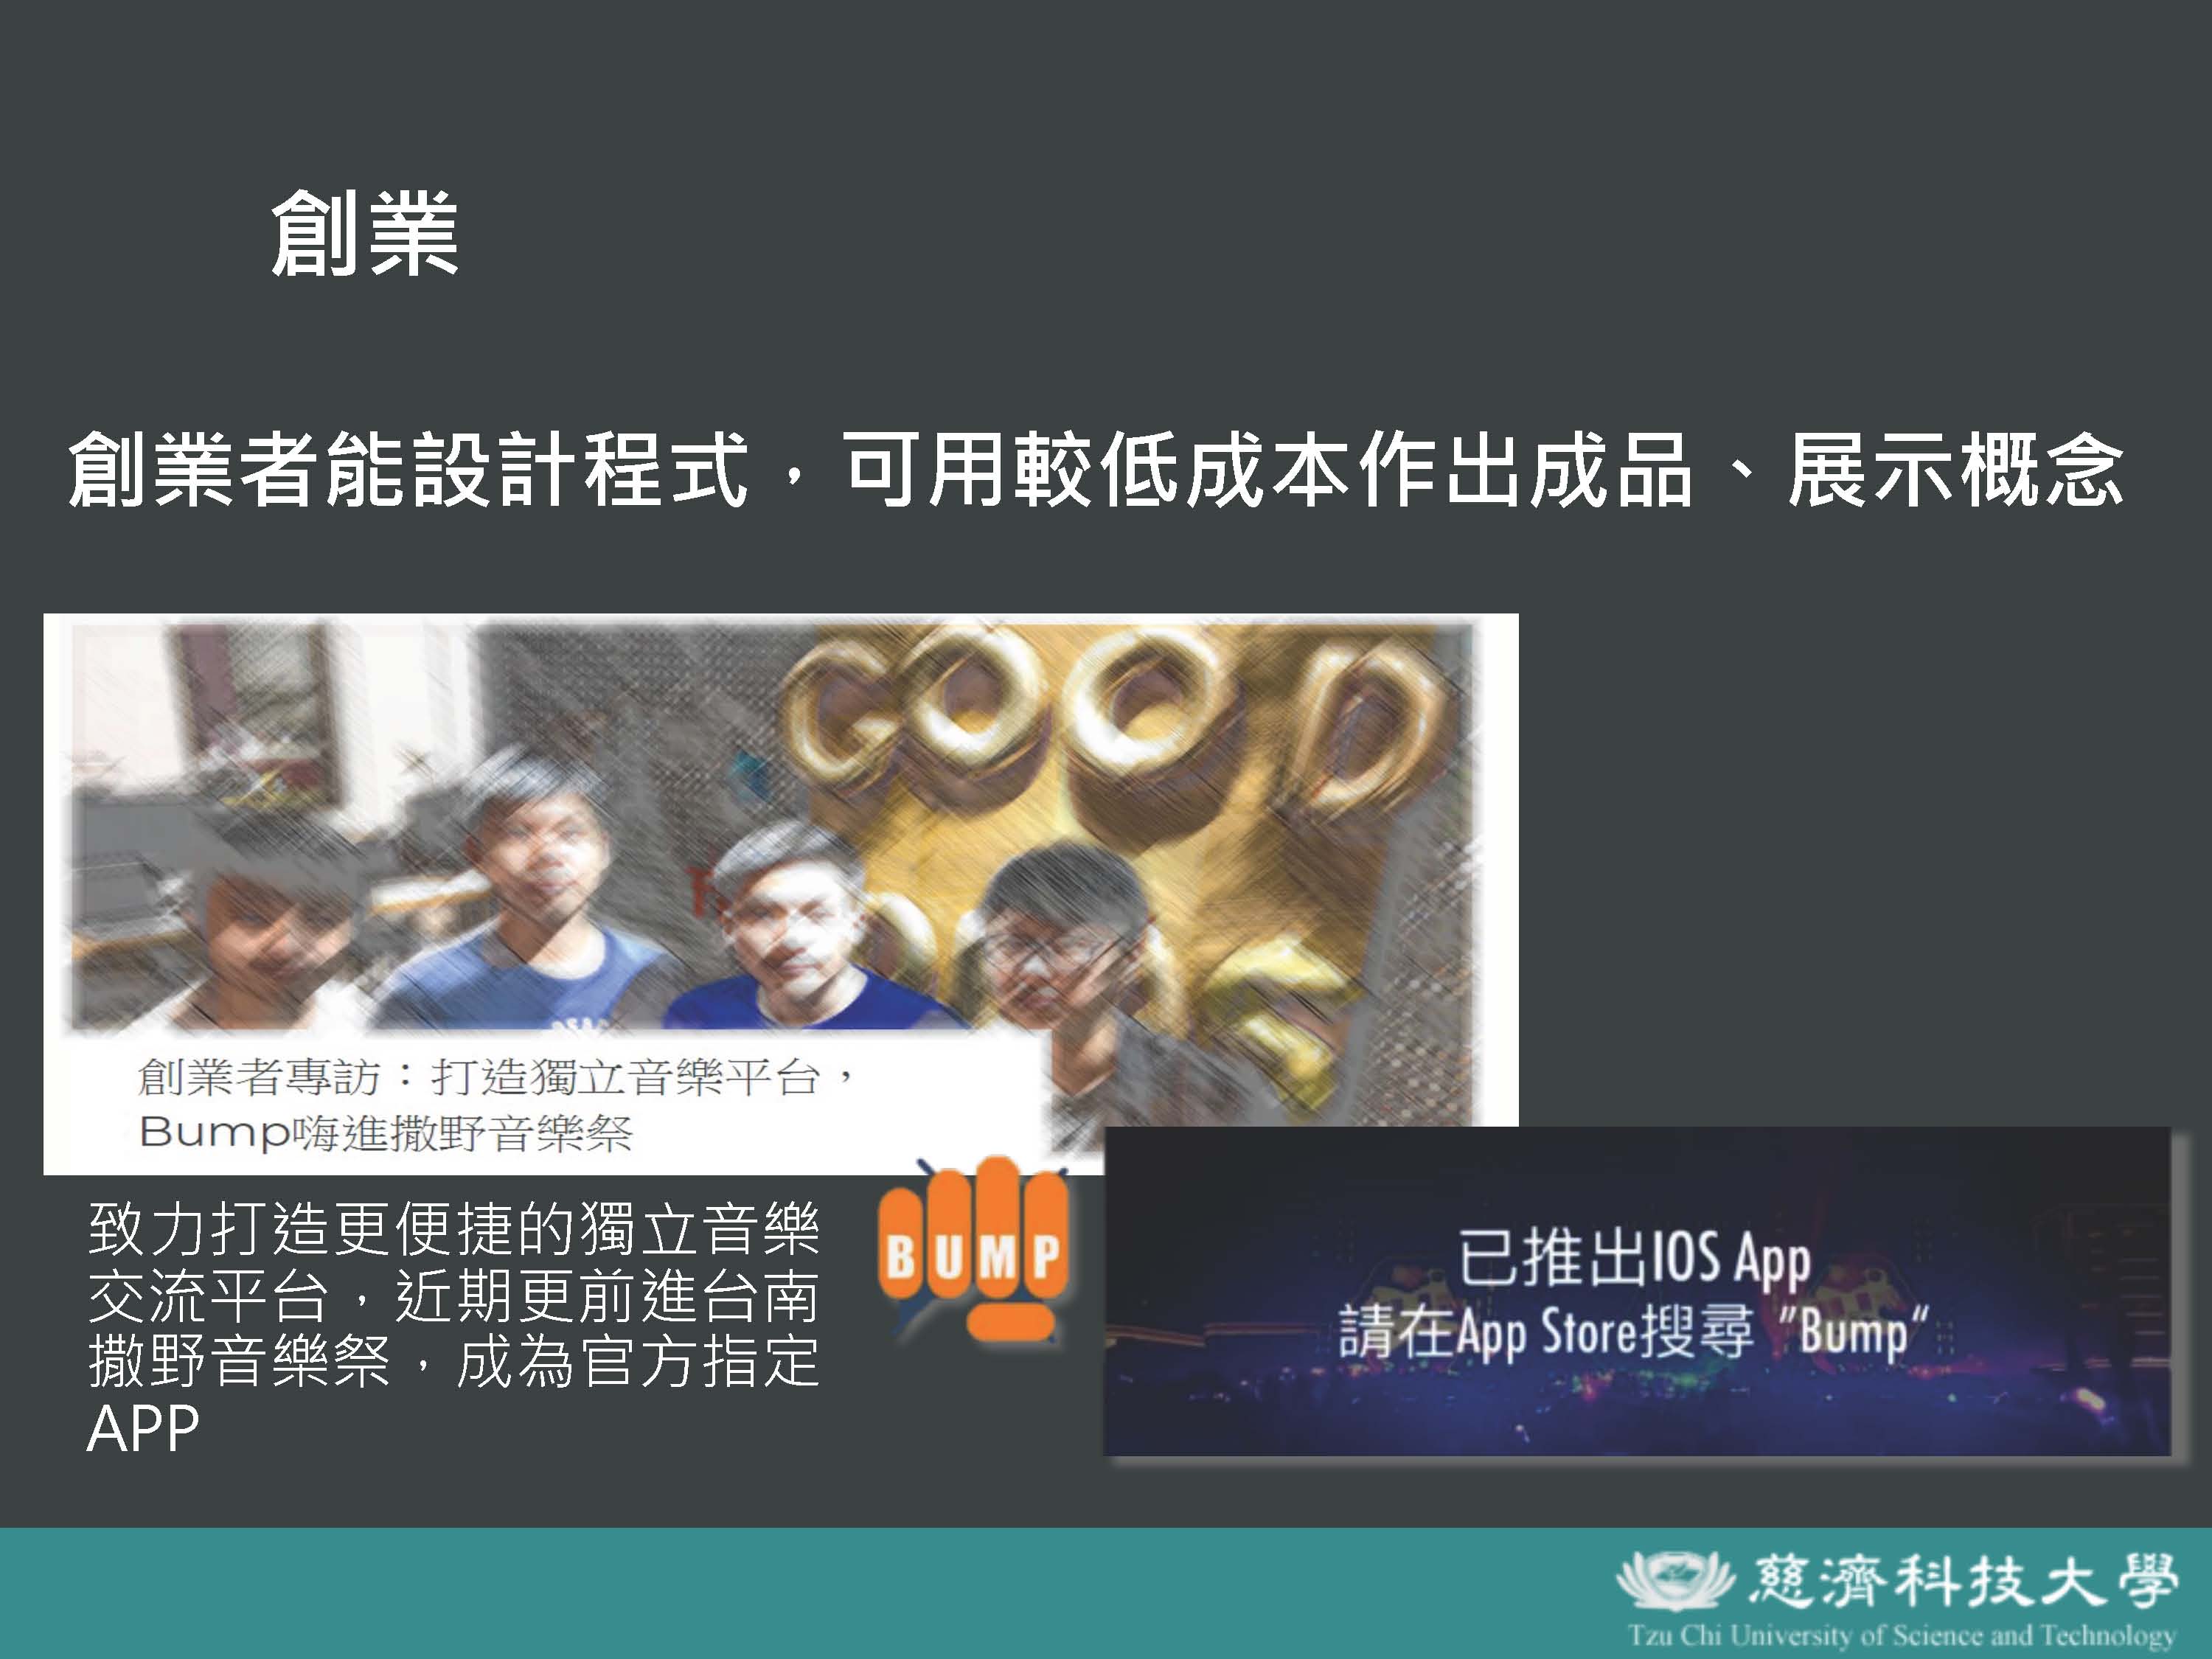 創業
創業者能設計程式，可用較低成本作出成品、展示概念
GOOD
創業者專訪：打造獨立音樂平台，
Bump嗨進撒野音樂祭
致力打造更便捷的獨立音樂
交流平台，近期更前進台南
撒野音樂祭，成為官方指定
APP
BUMP
已推出IOS App
請在App Store搜尋 ”Bump“
慈濟科技大學
Tzu Chi University of Science and Technology